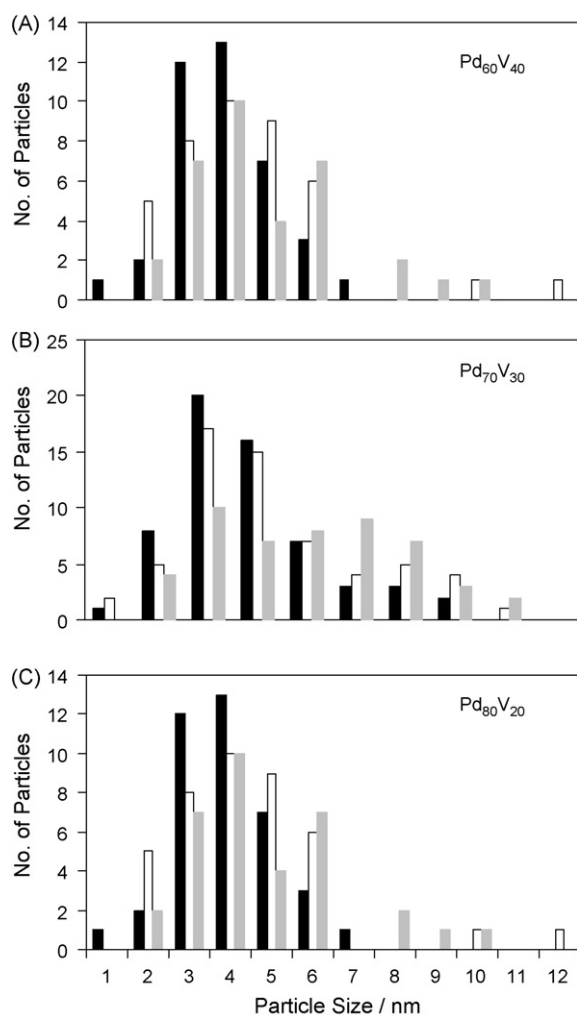 (A)
Pd₆₀V₄₀
No. of Particles
14
12
10
8
6
4
2
0
(B)
Pd₇₀V₃₀
No. of Particles
25
20
15
10
5
0
(C)
Pd₈₀V₂₀
No. of Particles
14
12
10
8
6
4
2
0
1 2 3 4 5 6 7 8 9 10 11 12
Particle Size / nm